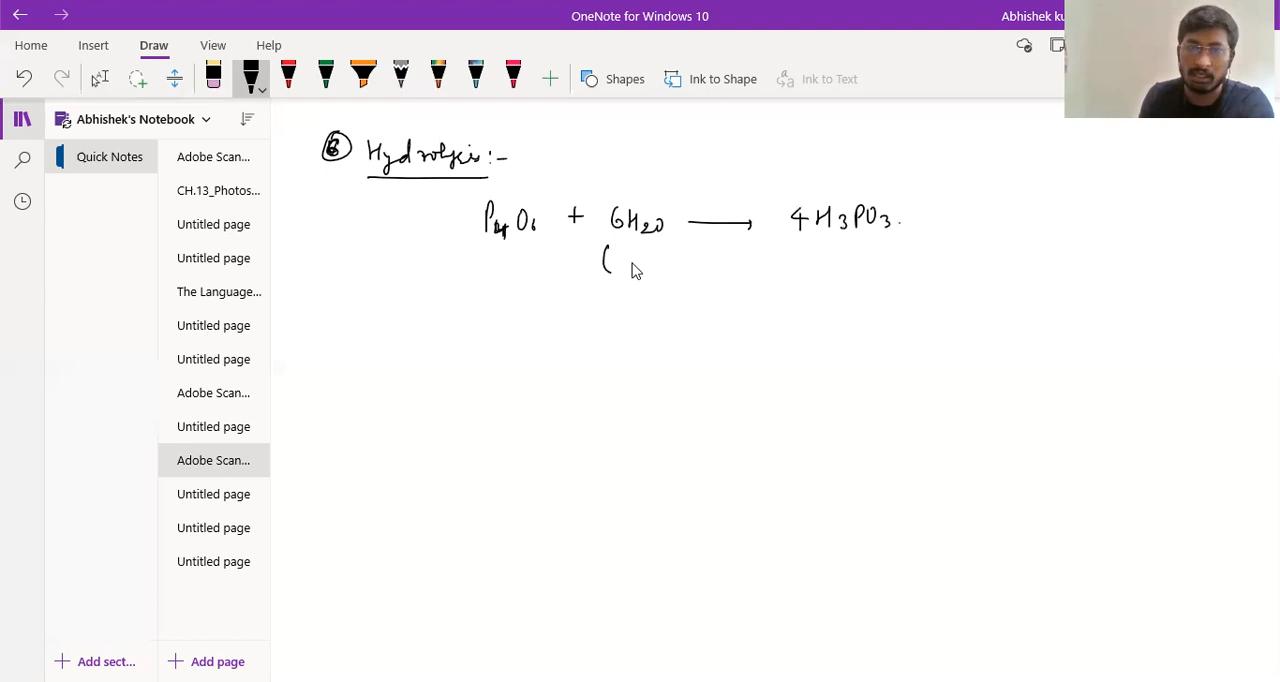 OneNote for Windows 10
Abhishek ku
Home Insert Draw View Help
Shapes Ink to Shape Ink to Text
Abhishek's Notebook
Quick Notes
Adobe Scan...
CH.13_Photos...
Untitled page
Untitled page
The Language...
Untitled page
Untitled page
Adobe Scan...
Untitled page
Adobe Scan...
Untitled page
Untitled page
Untitled page
Add sect... Add page
Hydrolysis:-
P4O6 + 6H2O → 4H3PO3.
(